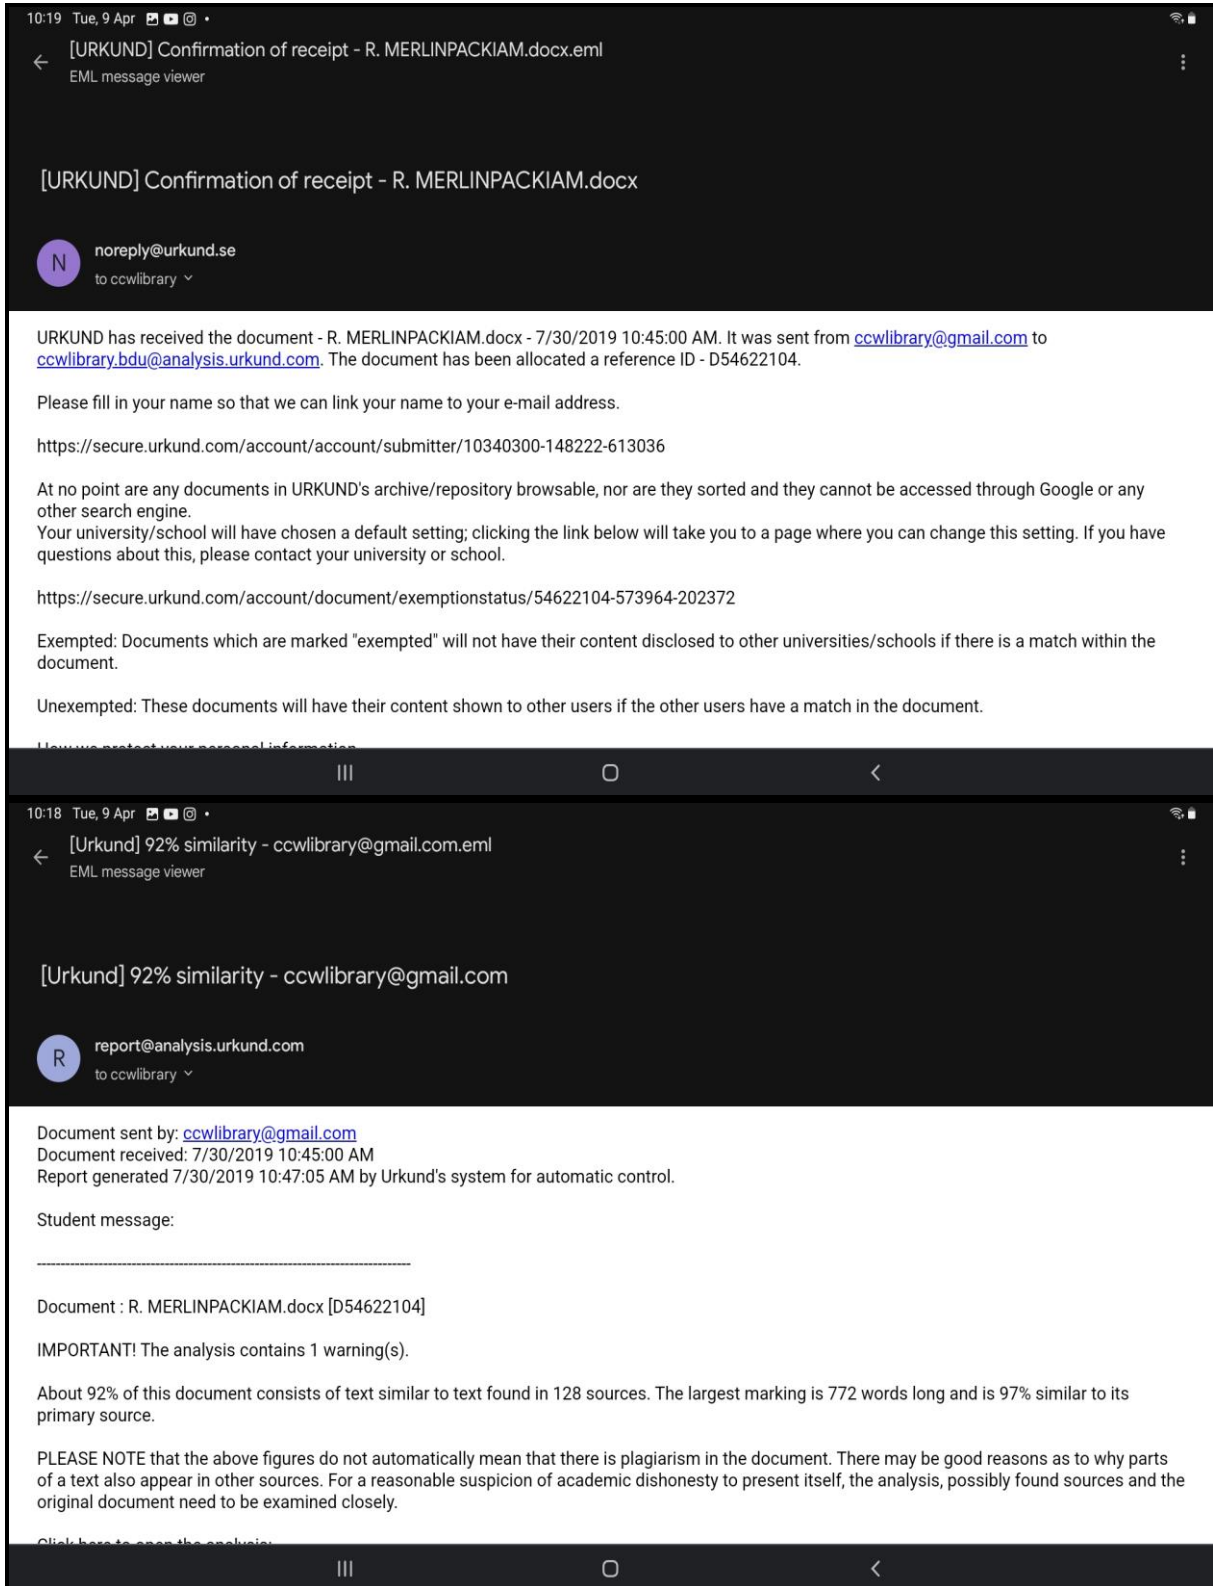 10:19 Tue, 9 Apr
[URKUND] Confirmation of receipt - R. MERLINPACKIAM.docx.eml
EML message viewer
[URKUND] Confirmation of receipt - R. MERLINPACKIAM.docx
N
noreply@urkund.se
to ccwlibrary
URKUND has received the document - R. MERLINPACKIAM.docx - 7/30/2019 10:45:00 AM. It was sent from ccwlibrary@gmail.com to
ccwlibrary.bdu@analysis.urkund.com. The document has been allocated a reference ID - D54622104.
Please fill in your name so that we can link your name to your e-mail address.
https://secure.urkund.com/account/account/submitter/10340300-148222-613036
At no point are any documents in URKUND's archive/repository browsable, nor are they sorted and they cannot be accessed through Google or any
other search engine.
Your university/school will have chosen a default setting; clicking the link below will take you to a page where you can change this setting. If you have
questions about this, please contact your university or school.
https://secure.urkund.com/account/document/exemptionstatus/54622104-573964-202372
Exempted: Documents which are marked "exempted" will not have their content disclosed to other universities/schools if there is a match within the
document.
Unexempted: These documents will have their content shown to other users if the other users have a match in the document.
How we protect your personal information
10:18 Tue, 9 Apr
[Urkund] 92% similarity - ccwlibrary@gmail.com.eml
EML message viewer
[Urkund] 92% similarity - ccwlibrary@gmail.com
R
report@analysis.urkund.com
to ccwlibrary
Document sent by: ccwlibrary@gmail.com
Document received: 7/30/2019 10:45:00 AM
Report generated 7/30/2019 10:47:05 AM by Urkund's system for automatic control.
Student message:
--------------------------------------------------------------------------------
Document : R. MERLINPACKIAM.docx [D54622104]
IMPORTANT! The analysis contains 1 warning(s).
About 92% of this document consists of text similar to text found in 128 sources. The largest marking is 772 words long and is 97% similar to its
primary source.
PLEASE NOTE that the above figures do not automatically mean that there is plagiarism in the document. There may be good reasons as to why parts
of a text also appear in other sources. For a reasonable suspicion of academic dishonesty to present itself, the analysis, possibly found sources and the
original document need to be examined closely.
Click here to open the analysis: